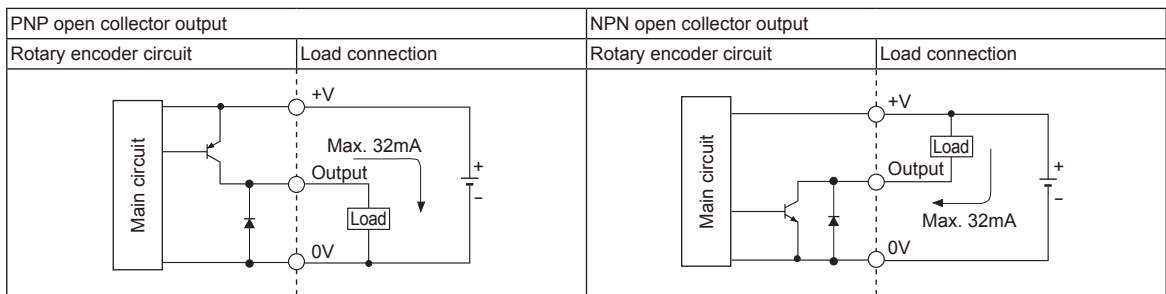 PNP open collector output
NPN open collector output
Rotary encoder circuit
Load connection
Rotary encoder circuit
Load connection
Main circuit
+V
Max. 32mA
Output
Load
0V
+
−
Main circuit
+V
Load
Output
Max. 32mA
0V
+
−